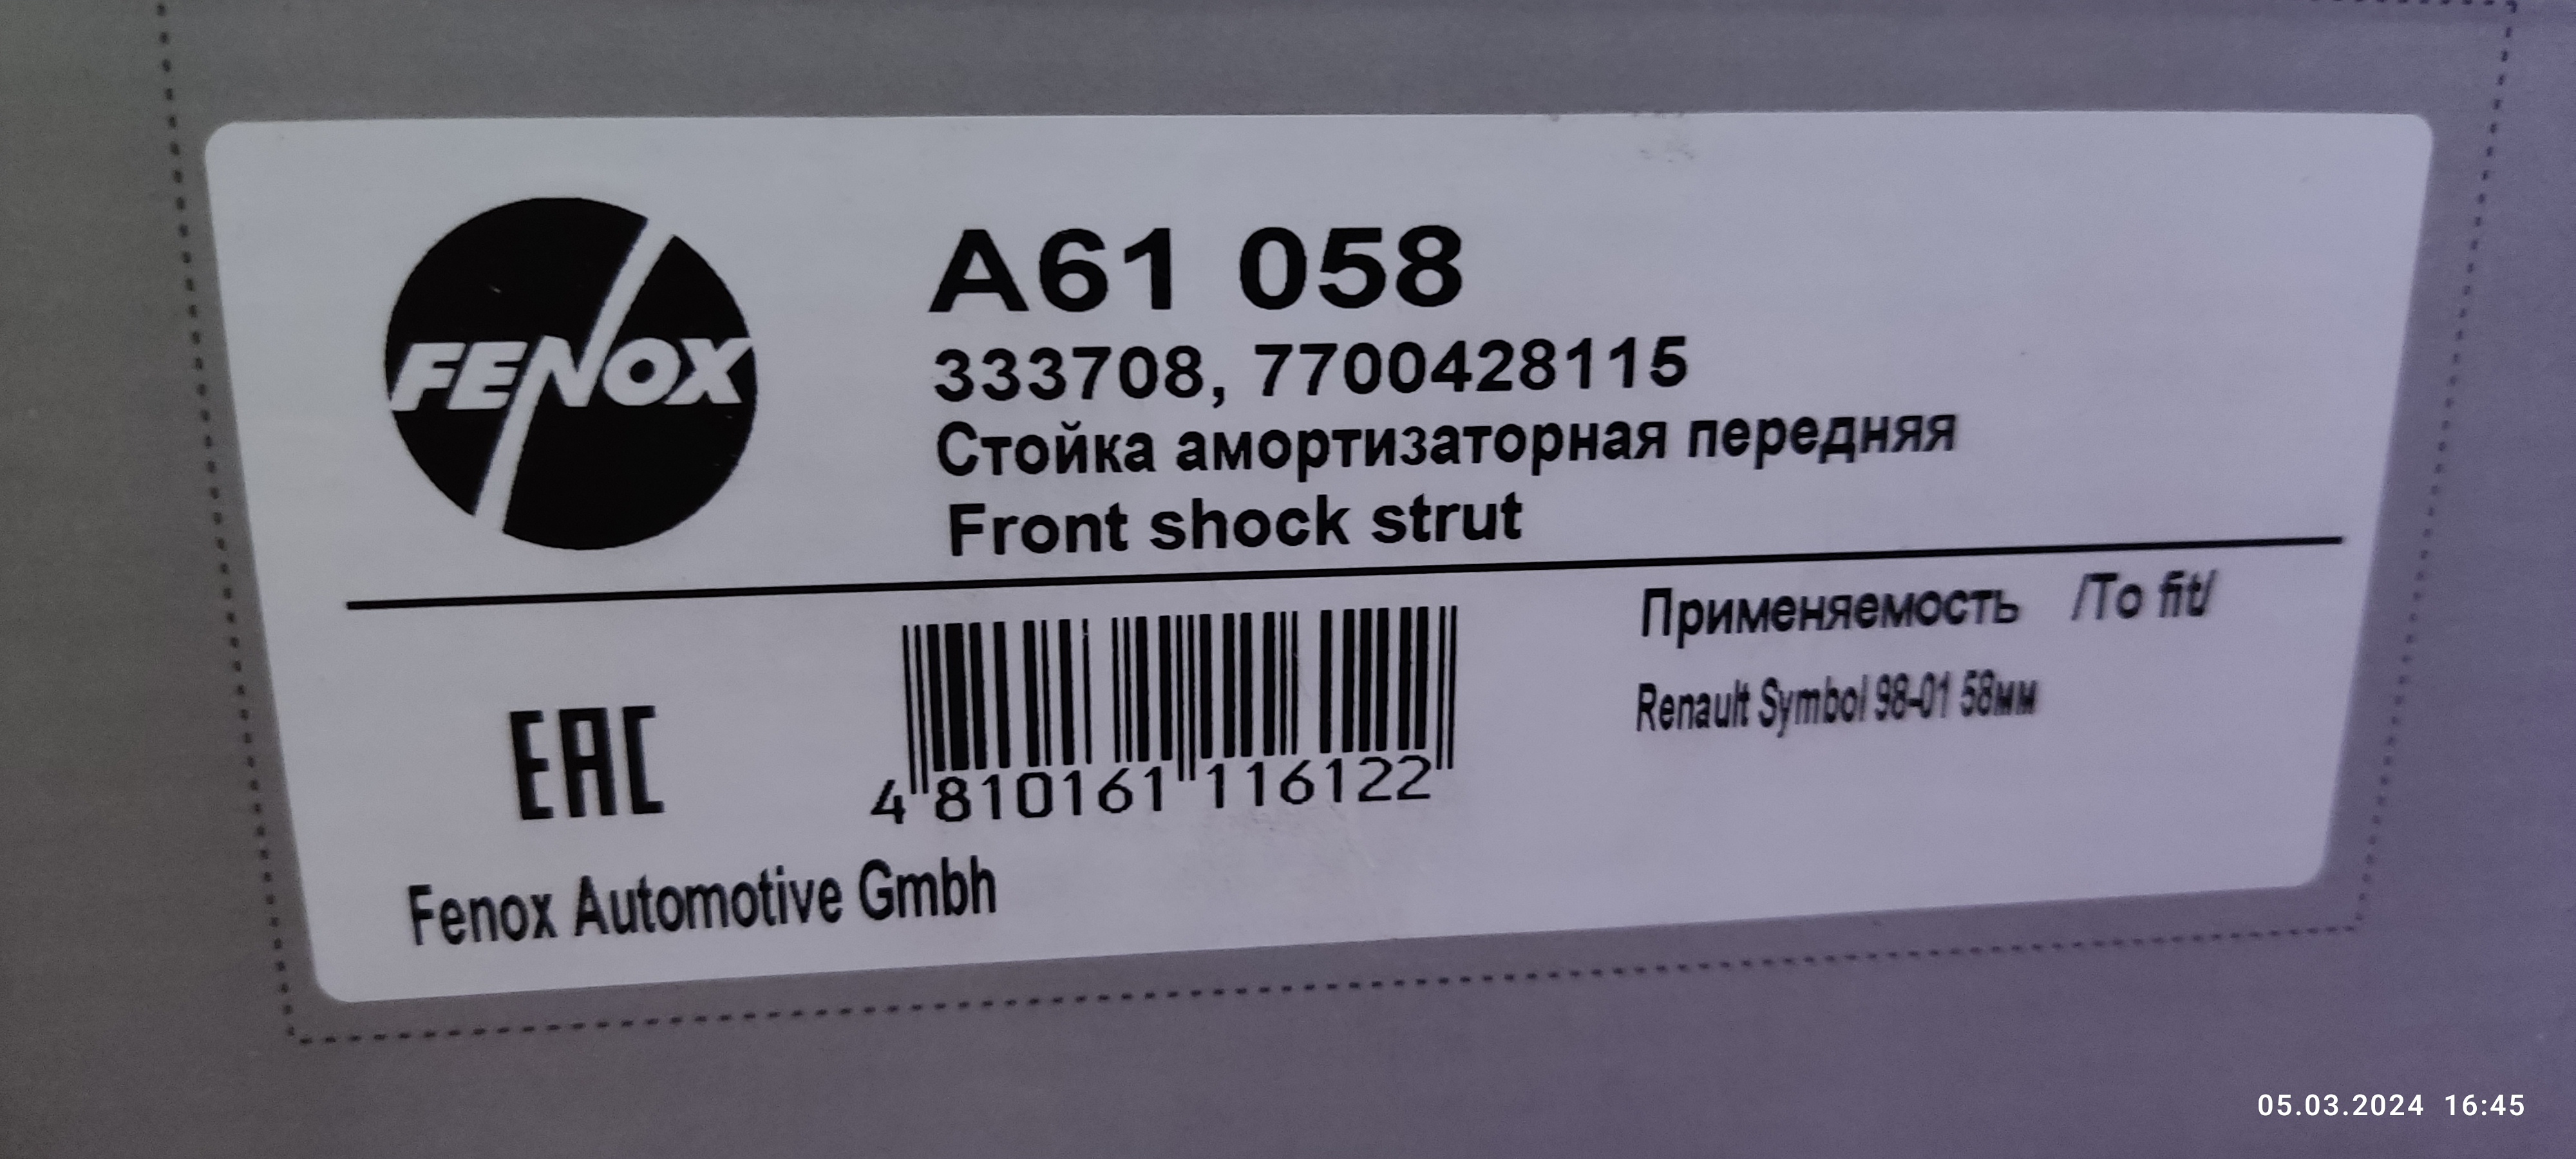 FENOX
A61 058
333708, 7700428115
Стойка амортизаторная передняя
Front shock strut
Применяемость /To fit/
Renault Symbol 98-01 58мм
EAC
4 810161 116122
Fenox Automotive Gmbh
05.03.2024 16:45